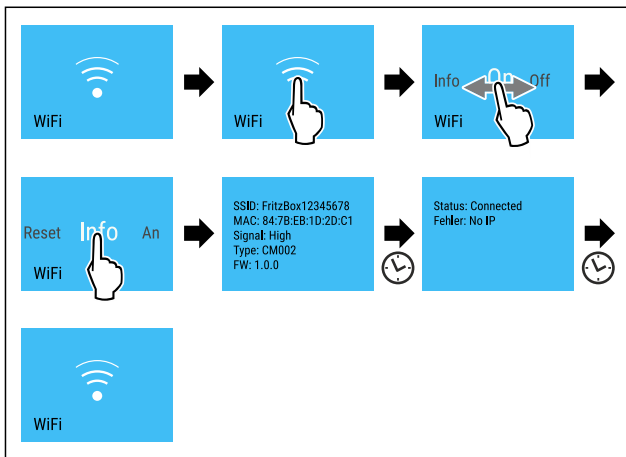 WiFi
WiFi
Info On Off
WiFi
Reset Info An
WiFi
SSID: FritzBox12345678
MAC: 84:7B:EB:1D:2D:C1
Signal: High
Type: CM002
FW: 1.0.0
Status: Connected
Fehler: No IP
WiFi